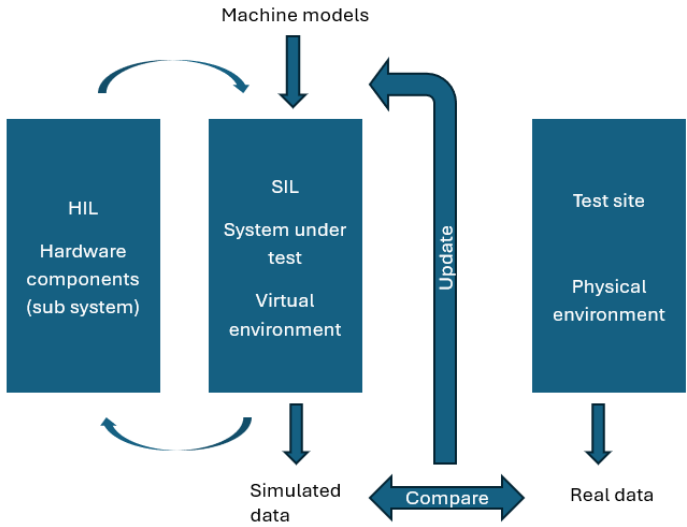 Machine models
HIL
Hardware
components
(sub system)
SIL
System under
test
Virtual
environment
Update
Test site
Physical
environment
Simulated
data
Compare
Real data